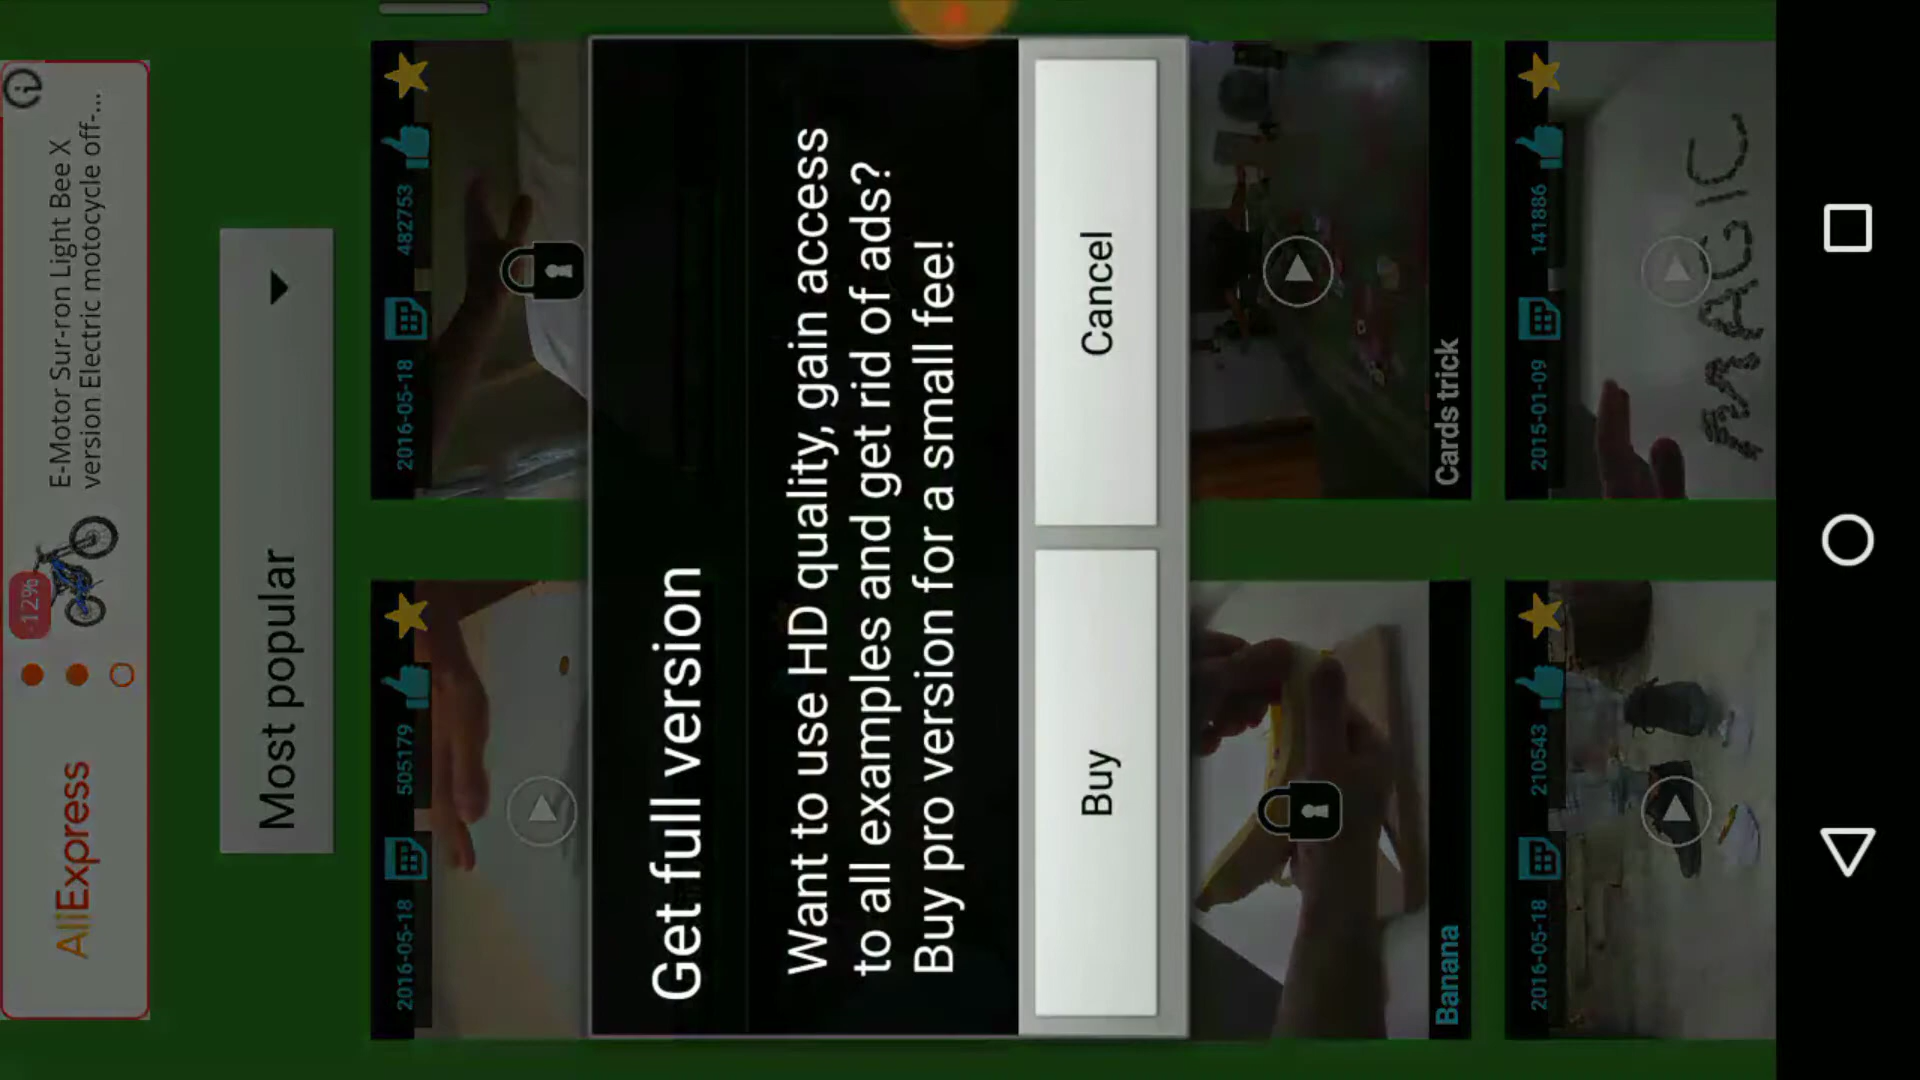 AliExpress
-12%
E-Motor Sur-ron Light Bee X
version Electric motocycle off-...
Most popular
2016-05-18
505179
2016-05-18
482753
Get full version
Want to use HD quality, gain access
to all examples and get rid of ads?
Buy pro version for a small fee!
Buy
Cancel
Banana
Cards trick
2016-05-18
210543
2015-01-09
141886
MAGIC